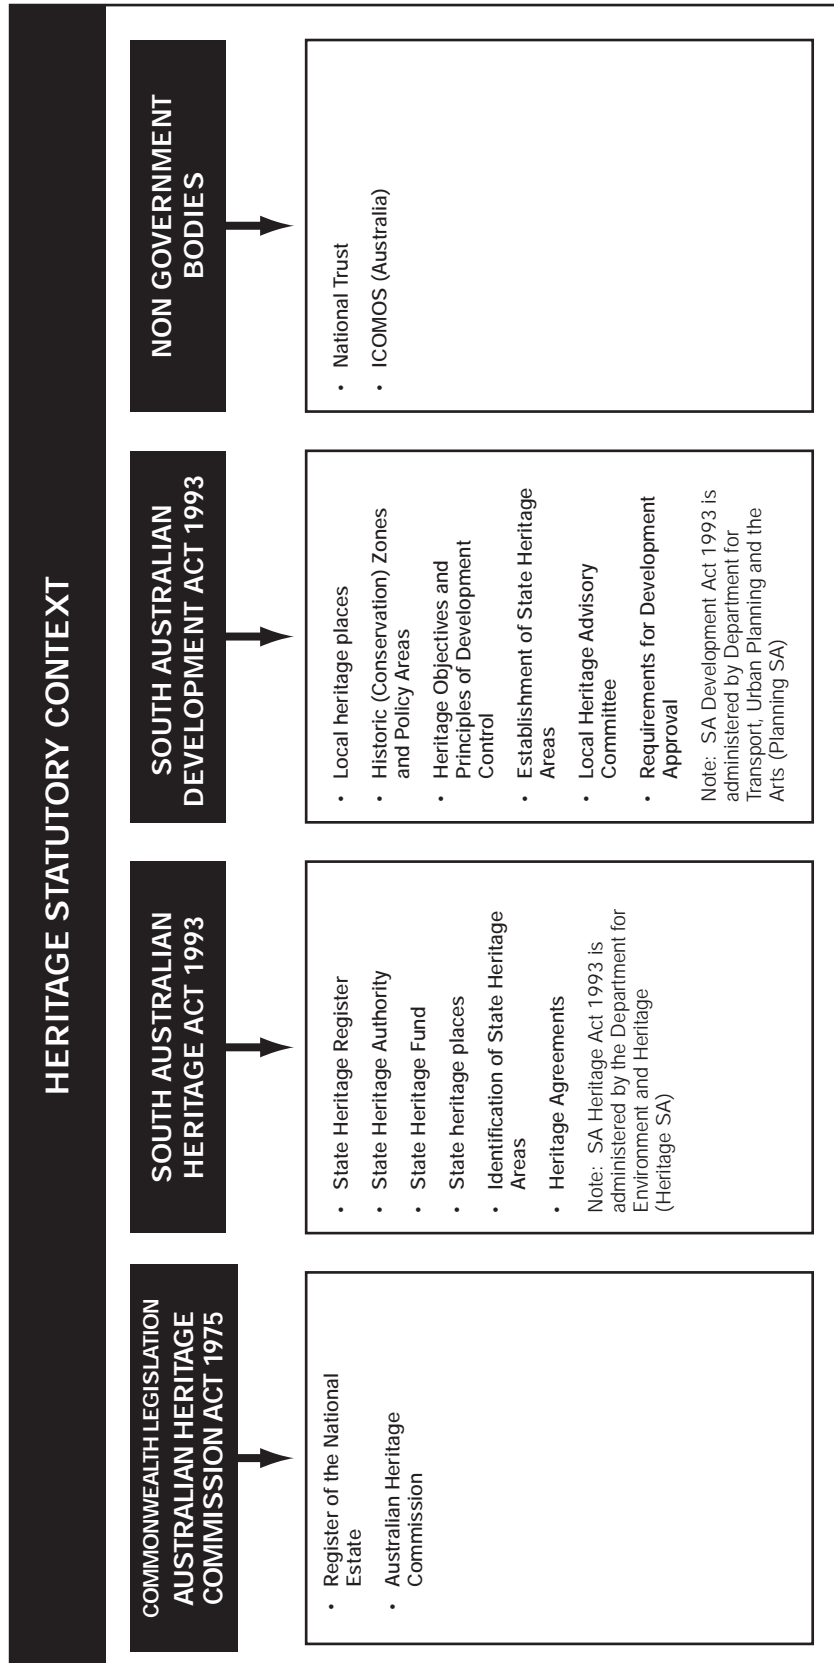 HERITAGE STATUTORY CONTEXT
COMMONWEALTH LEGISLATION
AUSTRALIAN HERITAGE
COMMISSION ACT 1975
• Register of the National
Estate
• Australian Heritage
Commission
SOUTH AUSTRALIAN
HERITAGE ACT 1993
• State Heritage Register
• State Heritage Authority
• State Heritage Fund
• State heritage places
• Identification of State Heritage
Areas
• Heritage Agreements
Note: SA Heritage Act 1993 is
administered by the Department for
Environment and Heritage
(Heritage SA)
SOUTH AUSTRALIAN
DEVELOPMENT ACT 1993
• Local heritage places
• Historic (Conservation) Zones
and Policy Areas
• Heritage Objectives and
Principles of Development
Control
• Establishment of State Heritage
Areas
• Local Heritage Advisory
Committee
• Requirements for Development
Approval
Note: SA Development Act 1993 is
administered by Department for
Transport, Urban Planning and the
Arts (Planning SA)
NON GOVERNMENT
BODIES
• National Trust
• ICOMOS (Australia)